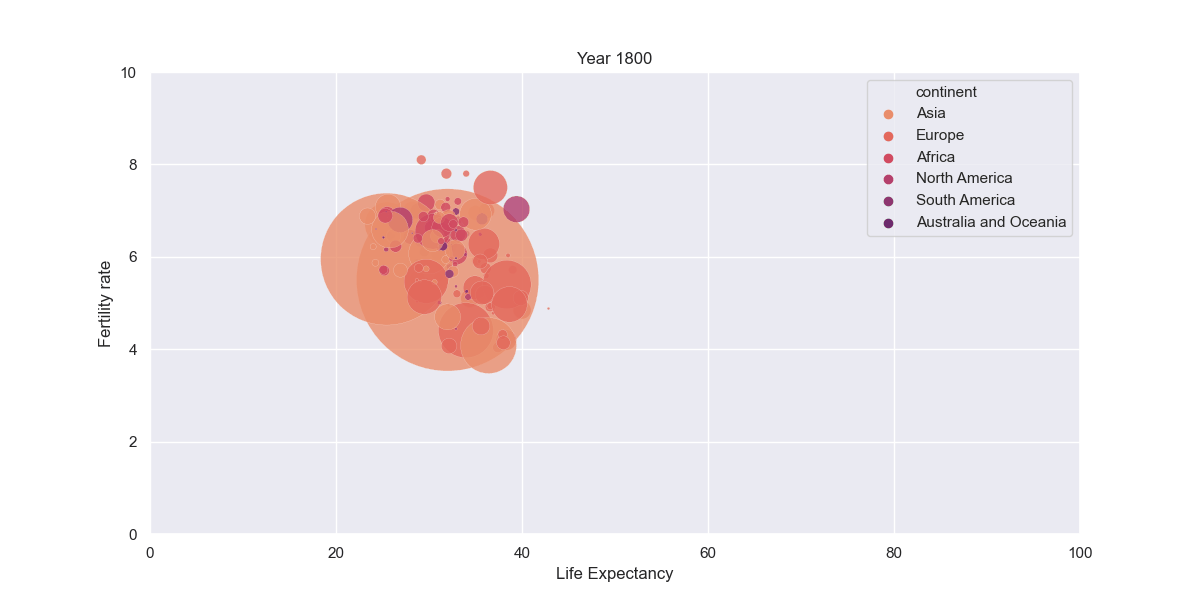 Year 1800
10
8
6
4
2
0
Fertility rate
0 20 40 60 80 100
Life Expectancy
continent
Asia
Europe
Africa
North America
South America
Australia and Oceania